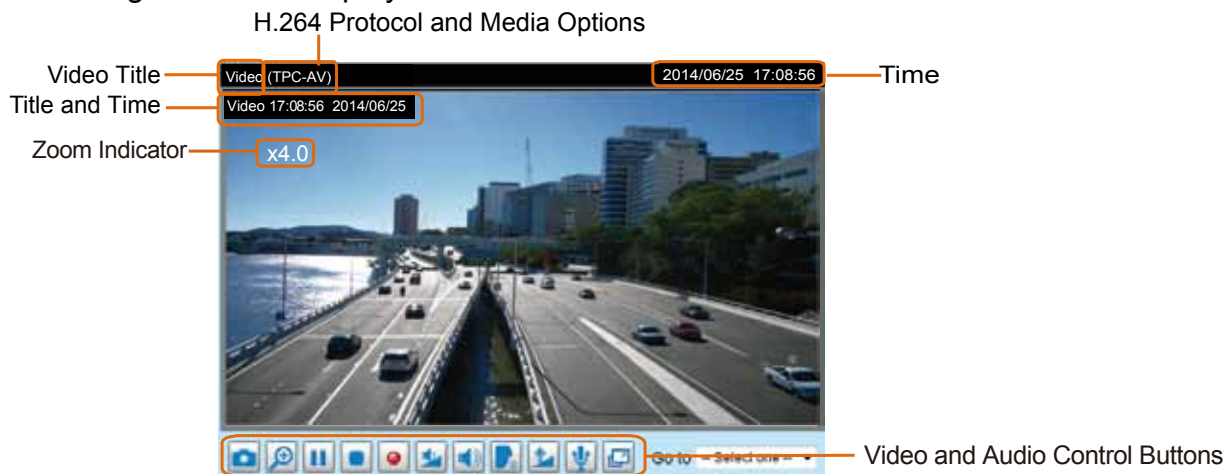 H.264 Protocol and Media Options
Video Title
Video (TPC-AV)
2014/06/25 17:08:56
Time
Title and Time
Video 17:08:56 2014/06/25
Zoom Indicator
x4.0
Go to -- Select one --
Video and Audio Control Buttons